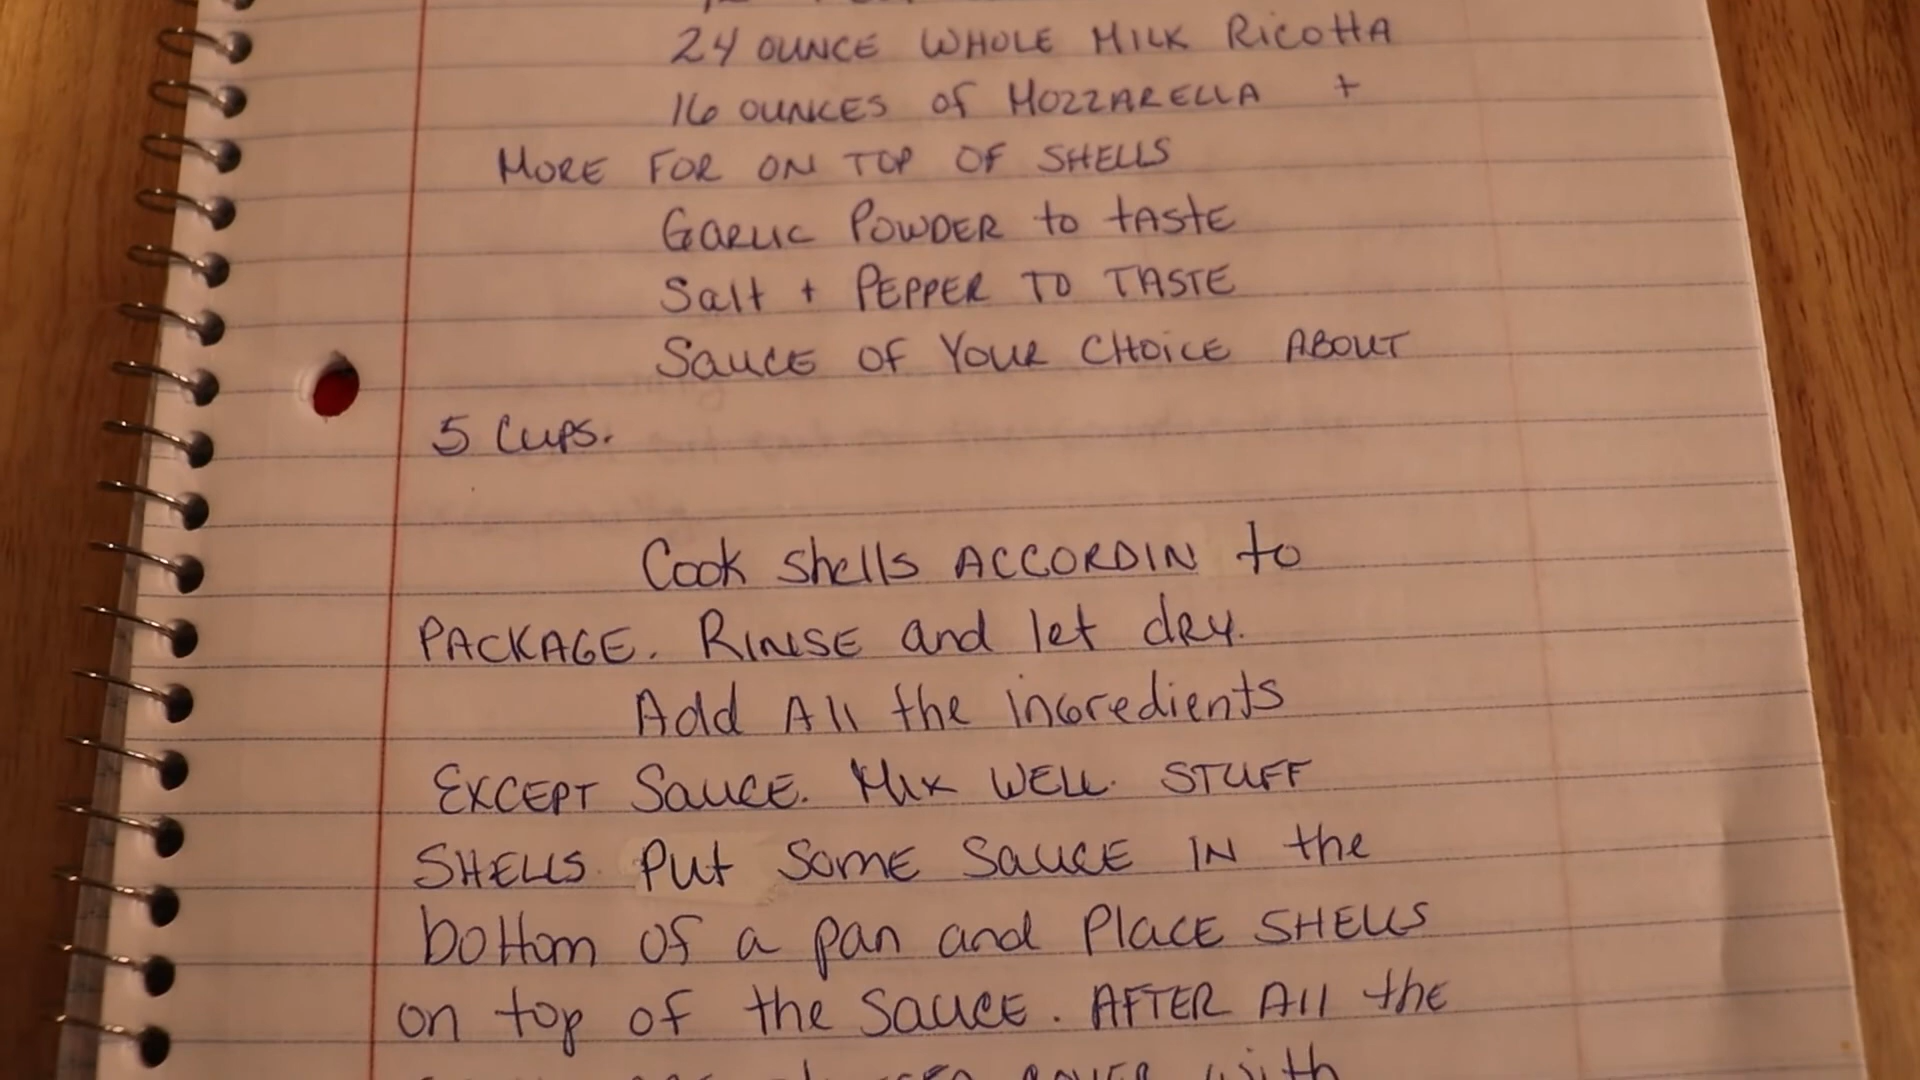 24 OUNCE WHOLE MILK RICOTTA
16 OUNCES OF MOZZARELLA +
MORE FOR ON TOP OF SHELLS
GARLIC POWDER to tASTE
Salt + PEPPER TO TASTE
SAUCE OF YOUR CHOICE ABOUT
5 Cups.
Cook shells ACCORDIN to
PACKAGE. RINSE and let dry.
Add All the ingredients
EXCEPT SAUCE. Mix WELL. STUFF
SHELLS. Put Some SAUCE IN the
bottom of a pan and PLACE SHELLS
on top of the SAUCE. AFTER All the
with